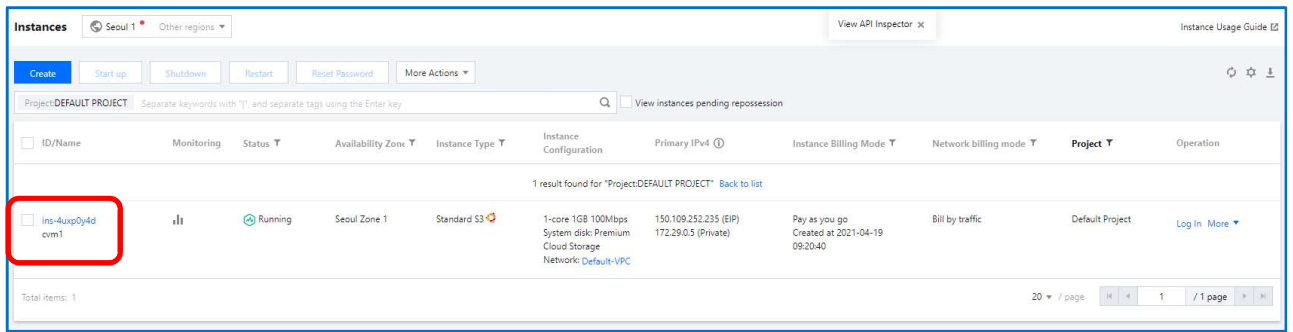 Instances Seoul 1 Other regions View API Inspector Instance Usage Guide
Create Start up Shutdown Restart Reset Password More Actions
Project:DEFAULT PROJECT Separate keywords with "|", and separate tags using the Enter key View instances pending repossession
ID/Name Monitoring Status Availability Zone Instance Type Instance Configuration Primary IPv4 Instance Billing Mode Network billing mode Project Operation
1 result found for "Project:DEFAULT PROJECT" Back to list
ins-4uxp0y4d Running Seoul Zone 1 Standard S3 1-core 1GB 100Mbps 150.109.252.235 (EIP) Pay as you go Bill by traffic Default Project Log In More
cvm1 System disk: Premium 172.29.0.5 (Private) Created at 2021-04-19
Cloud Storage 09:20:40
Network: Default-VPC
Total items: 1 20 / page 1 / 1 page